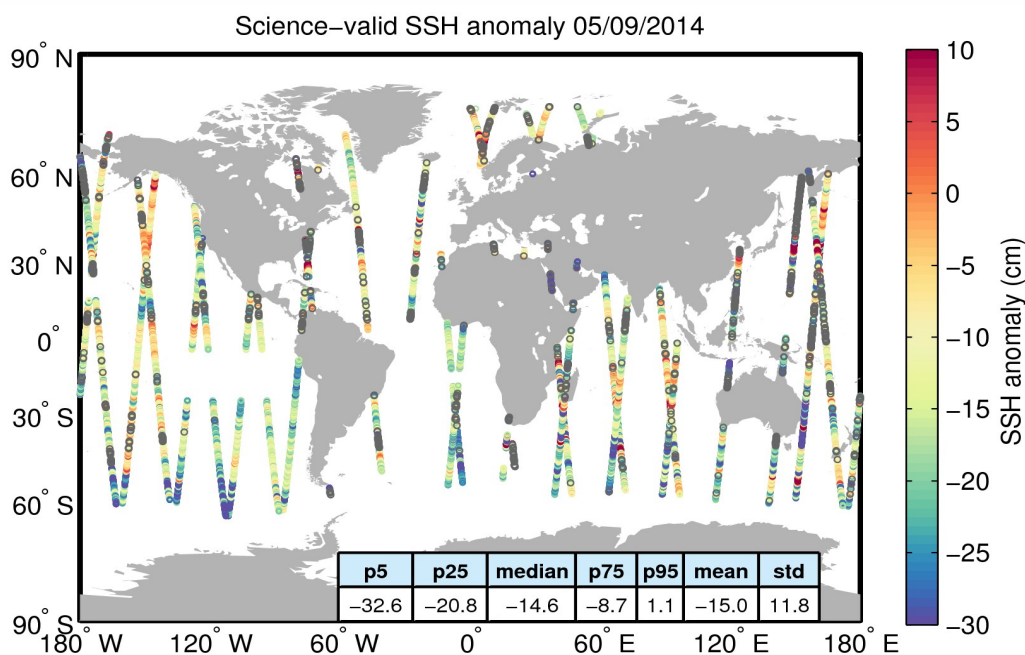 Science−valid SSH anomaly 05/09/2014
90° N
60° N
30° N
0°
30° S
60° S
90° S
180° W
120° W
60° W
0°
60° E
120° E
180° E
p5 p25 median p75 p95 mean std
−32.6 −20.8 −14.6 −8.7 1.1 −15.0 11.8
10
5
0
−5
−10
−15
−20
−25
−30
SSH anomaly (cm)